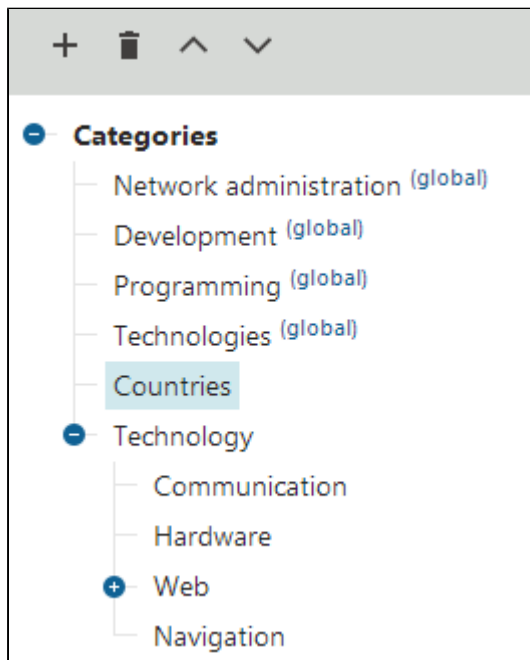 Categories
Network administration (global)
Development (global)
Programming (global)
Technologies (global)
Countries
Technology
Communication
Hardware
Web
Navigation